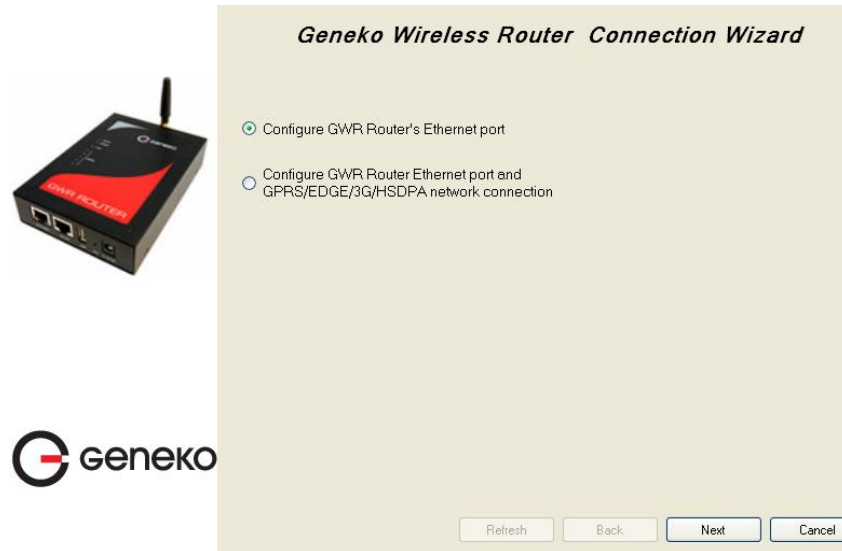 Geneko Wireless Router Connection Wizard
Configure GWR Router's Ethernet port
Configure GWR Router Ethernet port and
GPRS/EDGE/3G/HSDPA network connection
GENEKO
GWR ROUTER
GENEKO
Refresh
Back
Next
Cancel